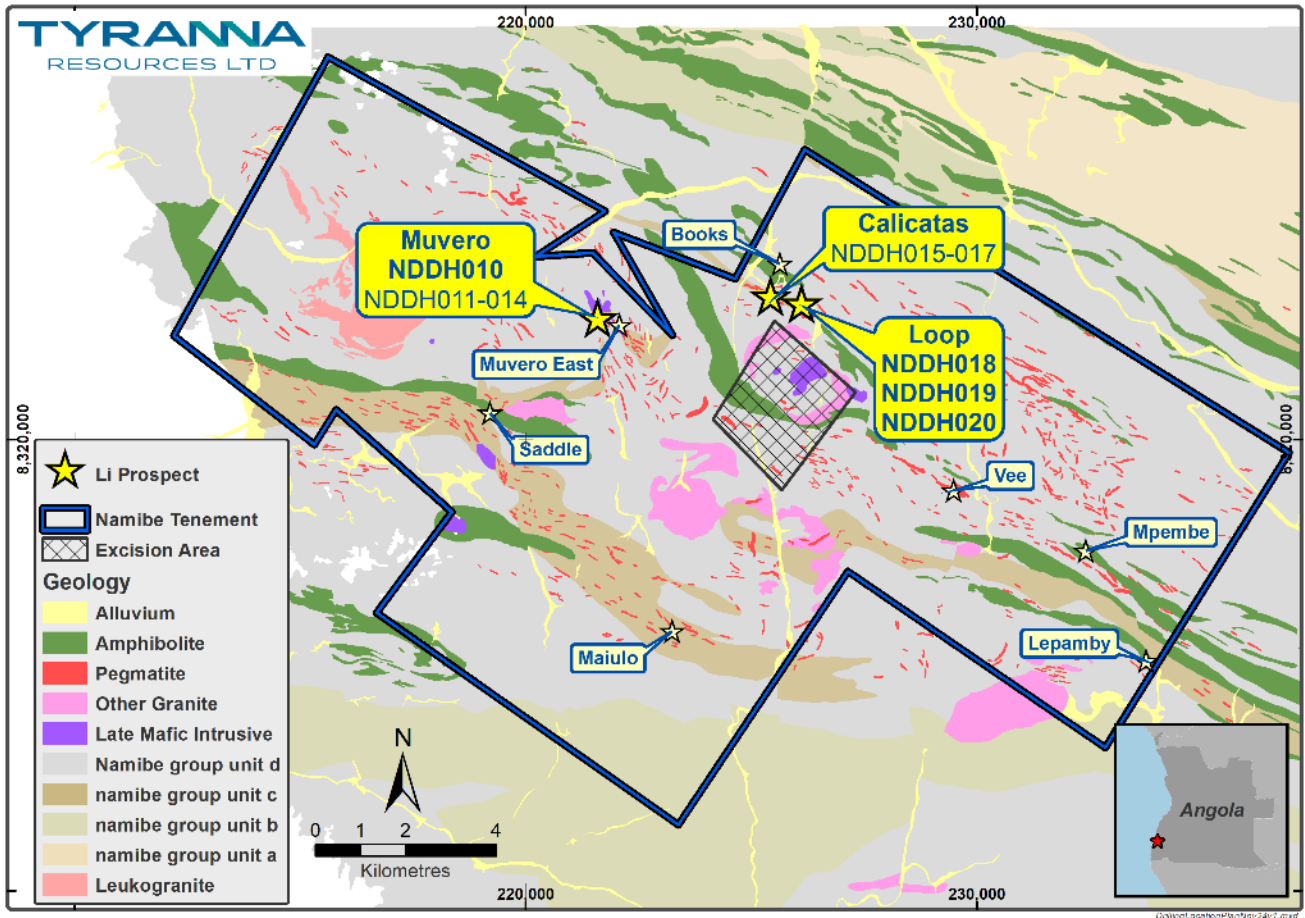 TYRANNA
RESOURCES LTD
220,000
230,000
Books
Calicatas
NDDH015-017
Muvero
NDDH010
NDDH011-014
Muvero East
Loop
NDDH018
NDDH019
NDDH020
Saddle
8,320,000
Vee
Mpembe
Maiulo
Lepamby
Li Prospect
Namibe Tenement
Excision Area
Geology
Alluvium
Amphibolite
Pegmatite
Other Granite
Late Mafic Intrusive
Namibe group unit d
namibe group unit c
namibe group unit b
namibe group unit a
Leukogranite
N
0 1 2 4
Kilometres
Angola
220,000
230,000